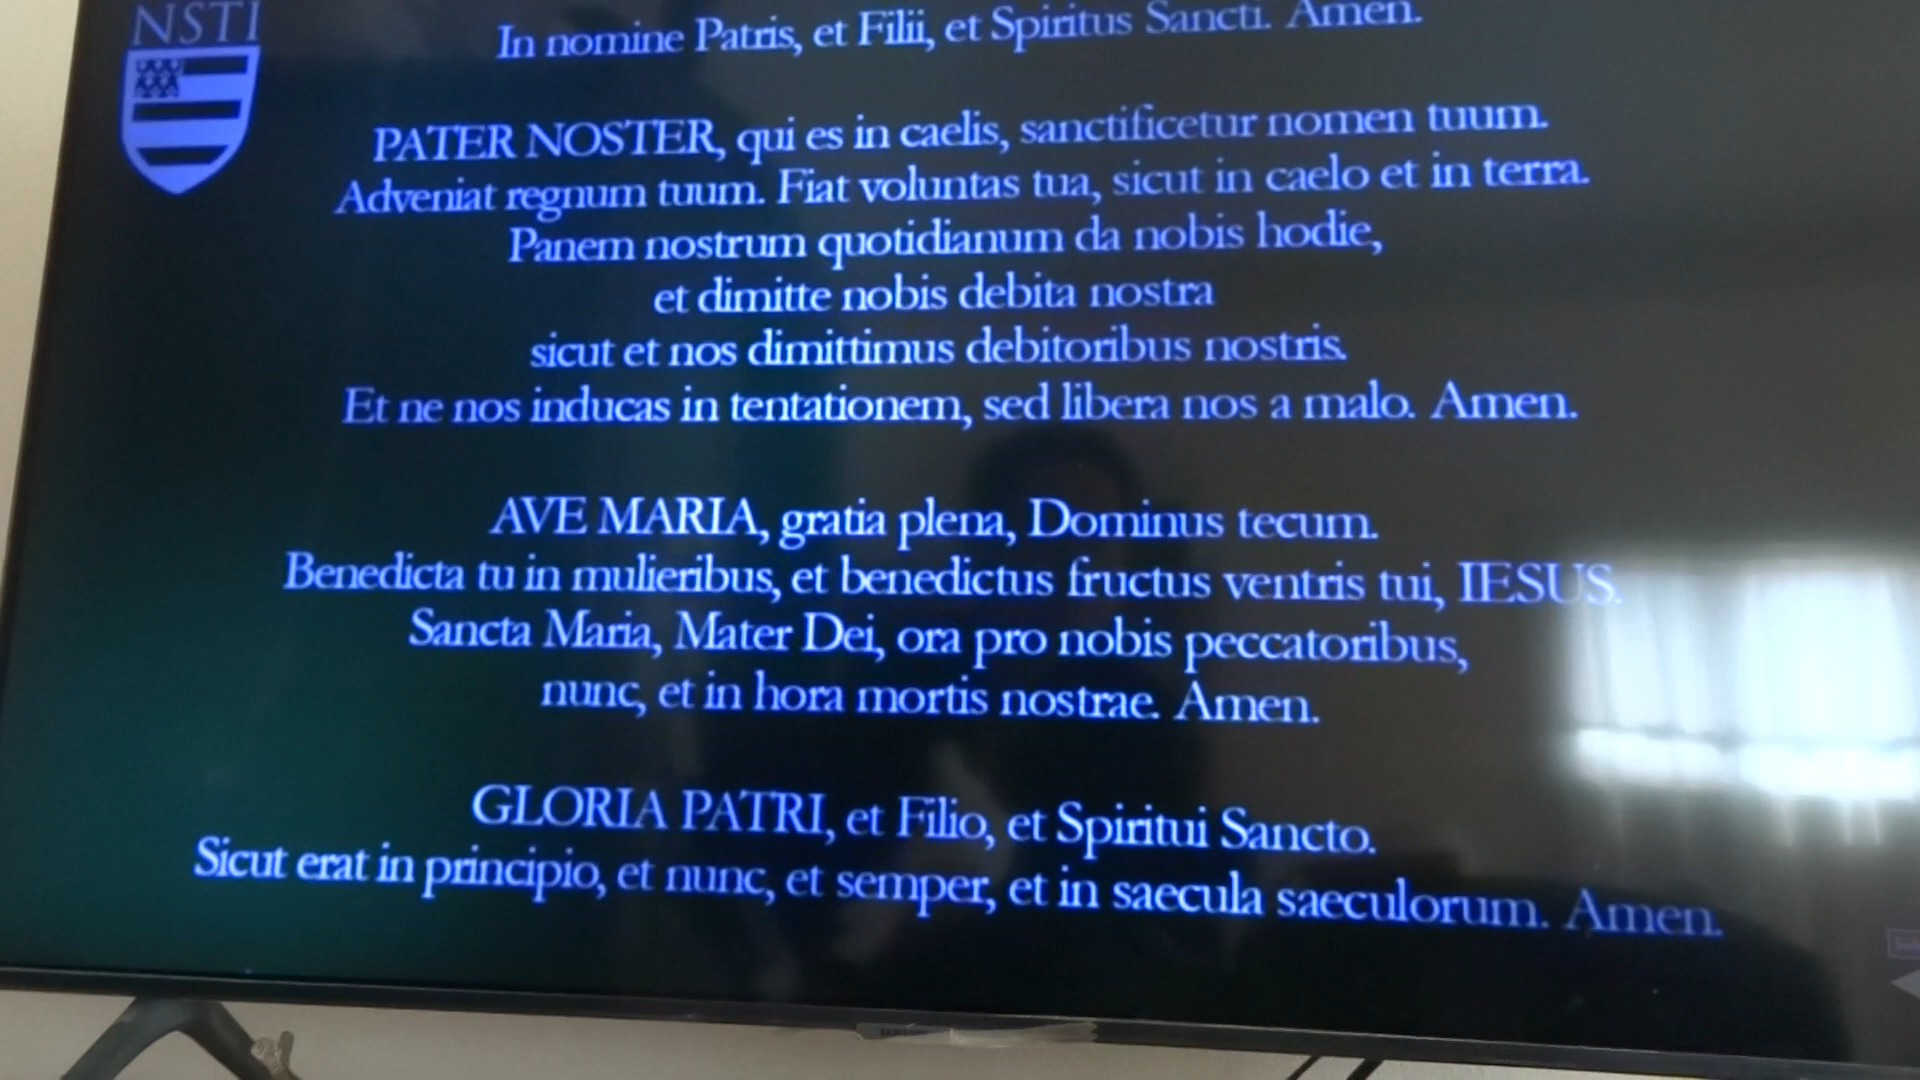 NSTI
In nomine Patris, et Filii, et Spiritus Sancti. Amen.
PATER NOSTER, qui es in caelis, sanctificetur nomen tuum.
Adveniat regnum tuum. Fiat voluntas tua, sicut in caelo et in terra.
Panem nostrum quotidianum da nobis hodie,
et dimitte nobis debita nostra
sicut et nos dimittimus debitoribus nostris.
Et ne nos inducas in tentationem, sed libera nos a malo. Amen.
AVE MARIA, gratia plena, Dominus tecum.
Benedicta tu in mulieribus, et benedictus fructus ventris tui, IESUS.
Sancta Maria, Mater Dei, ora pro nobis peccatoribus,
nunc, et in hora mortis nostrae. Amen.
GLORIA PATRI, et Filio, et Spiritui Sancto.
Sicut erat in principio, et nunc, et semper, et in saecula saeculorum. Amen.